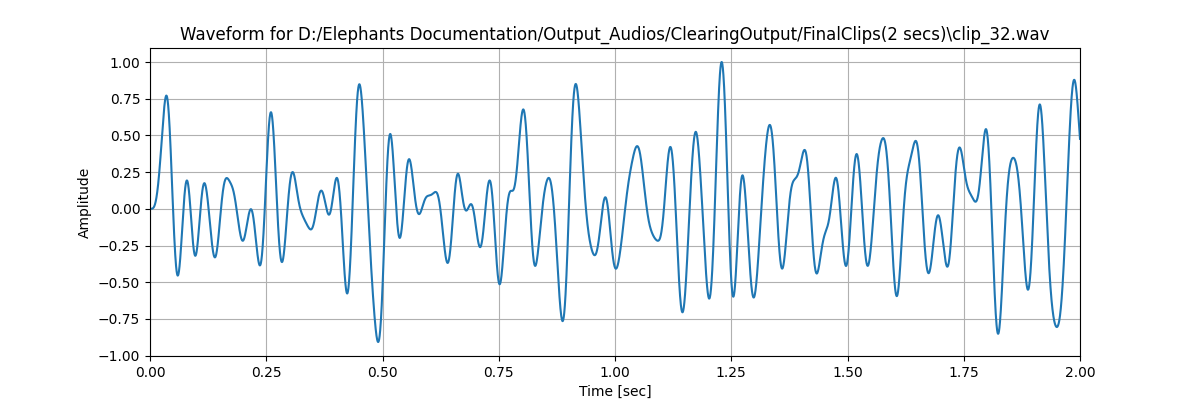 Waveform for D:/Elephants Documentation/Output_Audios/ClearingOutput/FinalClips(2 secs)\clip_32.wav
Amplitude
1.00
0.75
0.50
0.25
0.00
−0.25
−0.50
−0.75
−1.00
0.00 0.25 0.50 0.75 1.00 1.25 1.50 1.75 2.00
Time [sec]